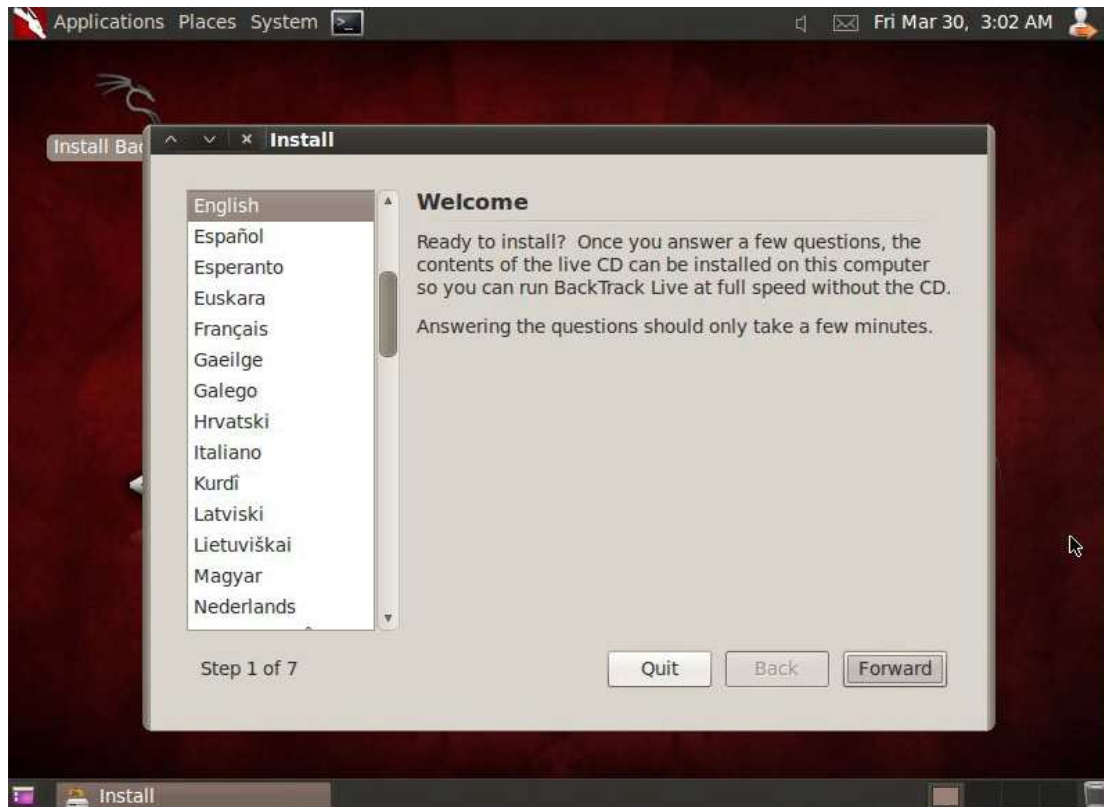 Applications Places System Fri Mar 30, 3:02 AM
Install
Install
English
Español
Esperanto
Euskara
Français
Gaeilge
Galego
Hrvatski
Italiano
Kurdî
Latviski
Lietuviškai
Magyar
Nederlands
Welcome
Ready to install? Once you answer a few questions, the
contents of the live CD can be installed on this computer
so you can run BackTrack Live at full speed without the CD.
Answering the questions should only take a few minutes.
Step 1 of 7
Quit Back Forward
Install